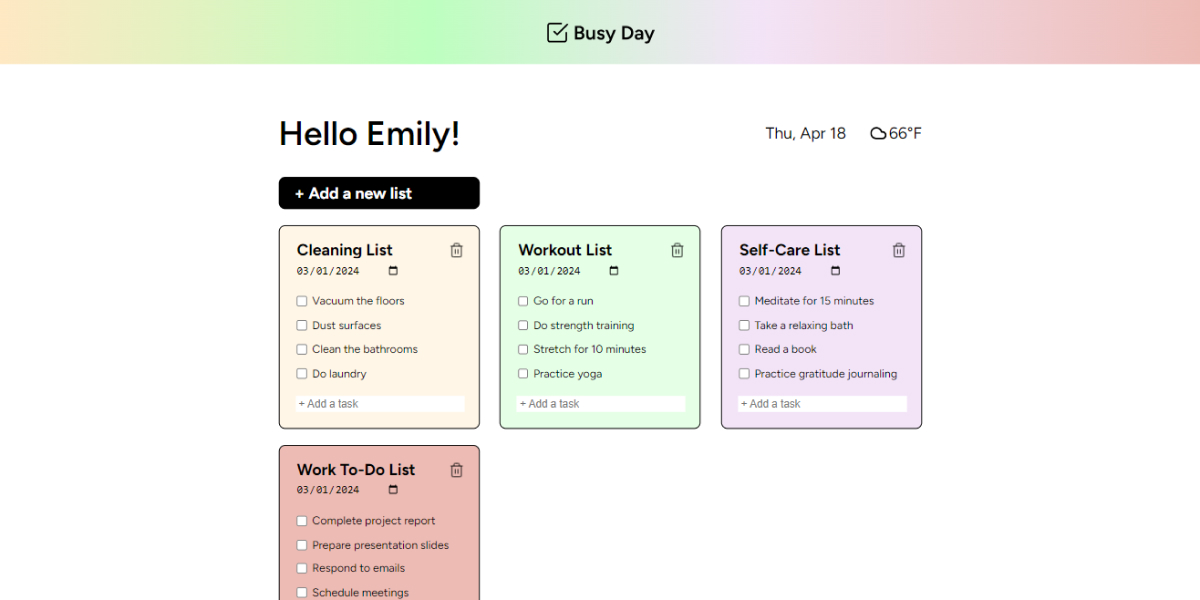 Busy Day
Hello Emily!
Thu, Apr 18
66°F
+ Add a new list
Cleaning List
03/01/2024
Vacuum the floors
Dust surfaces
Clean the bathrooms
Do laundry
+ Add a task
Workout List
03/01/2024
Go for a run
Do strength training
Stretch for 10 minutes
Practice yoga
+ Add a task
Self-Care List
03/01/2024
Meditate for 15 minutes
Take a relaxing bath
Read a book
Practice gratitude journaling
+ Add a task
Work To-Do List
03/01/2024
Complete project report
Prepare presentation slides
Respond to emails
Schedule meetings